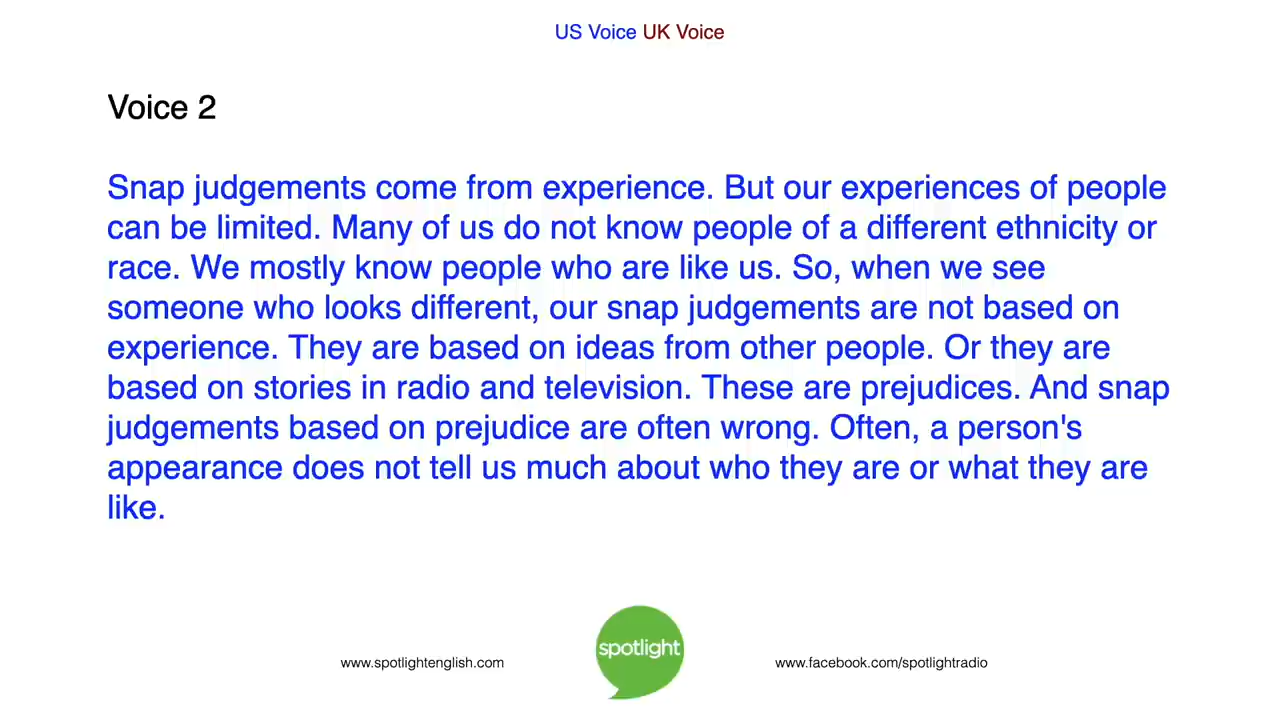 US Voice UK Voice
Voice 2
Snap judgements come from experience. But our experiences of people
can be limited. Many of us do not know people of a different ethnicity or
race. We mostly know people who are like us. So, when we see
someone who looks different, our snap judgements are not based on
experience. They are based on ideas from other people. Or they are
based on stories in radio and television. These are prejudices. And snap
judgements based on prejudice are often wrong. Often, a person's
appearance does not tell us much about who they are or what they are
like.
spotlight
www.spotlightenglish.com
www.facebook.com/spotlightradio